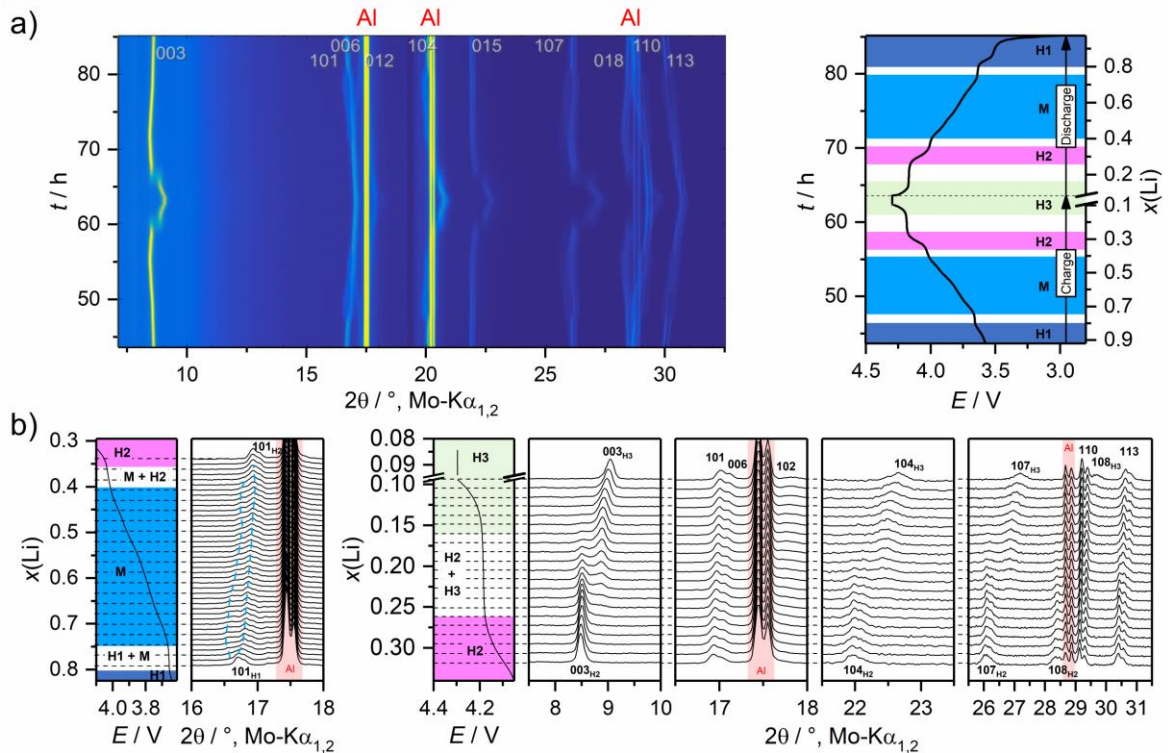 a)
Al Al Al
003 101 006 012 104 015 107 018 110 113
80
70
60
50
t / h
10 15 20 25 30
2θ / °, Mo-Kα1,2
80
70
60
50
t / h
H1
M
H2
H3
H2
M
H1
Discharge
Charge
0.8
0.6
0.4
0.2
0.1
0.3
0.5
0.7
0.9
x(Li)
4.5 4.0 3.5 3.0
E / V
b)
0.3
0.4
0.5
0.6
0.7
0.8
x(Li)
H2
M + H2
M
H1 + M
H1
4.0 3.8
E / V
101H2
101H1
Al
16 17 18
2θ / °, Mo-Kα1,2
0.08
0.09
0.10
0.15
0.20
0.25
0.30
x(Li)
H3
H2
+
H3
H2
4.4 4.2
E / V
003H3
003H2
8 9 10
101 006 102
Al
16 17 18
104H3
104H2
22 23
107H3 Al 110 108H3 113
107H2 108H2
26 27 28 29 30 31
2θ / °, Mo-Kα1,2